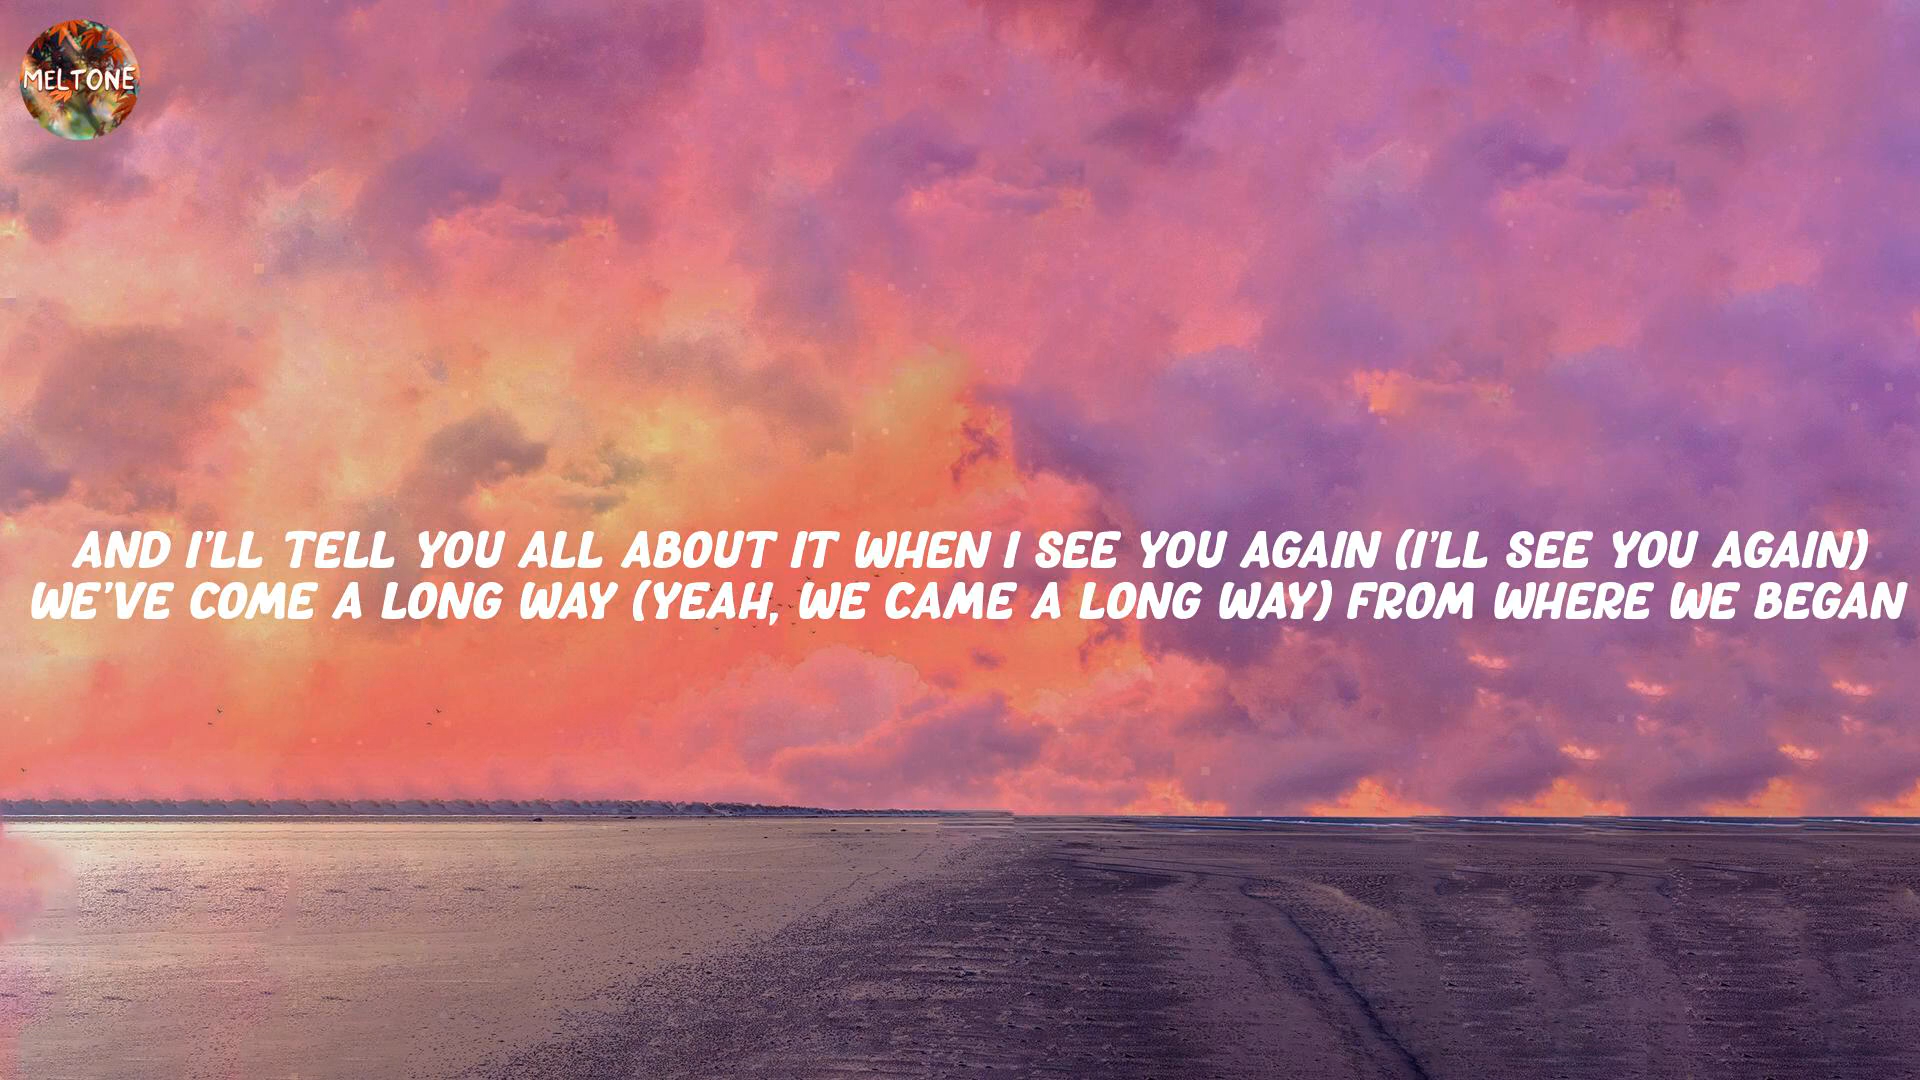 MELTONE
AND I'LL TELL YOU ALL ABOUT IT WHEN I SEE YOU AGAIN (I'LL SEE YOU AGAIN)
WE'VE COME A LONG WAY (YEAH, WE CAME A LONG WAY) FROM WHERE WE BEGAN